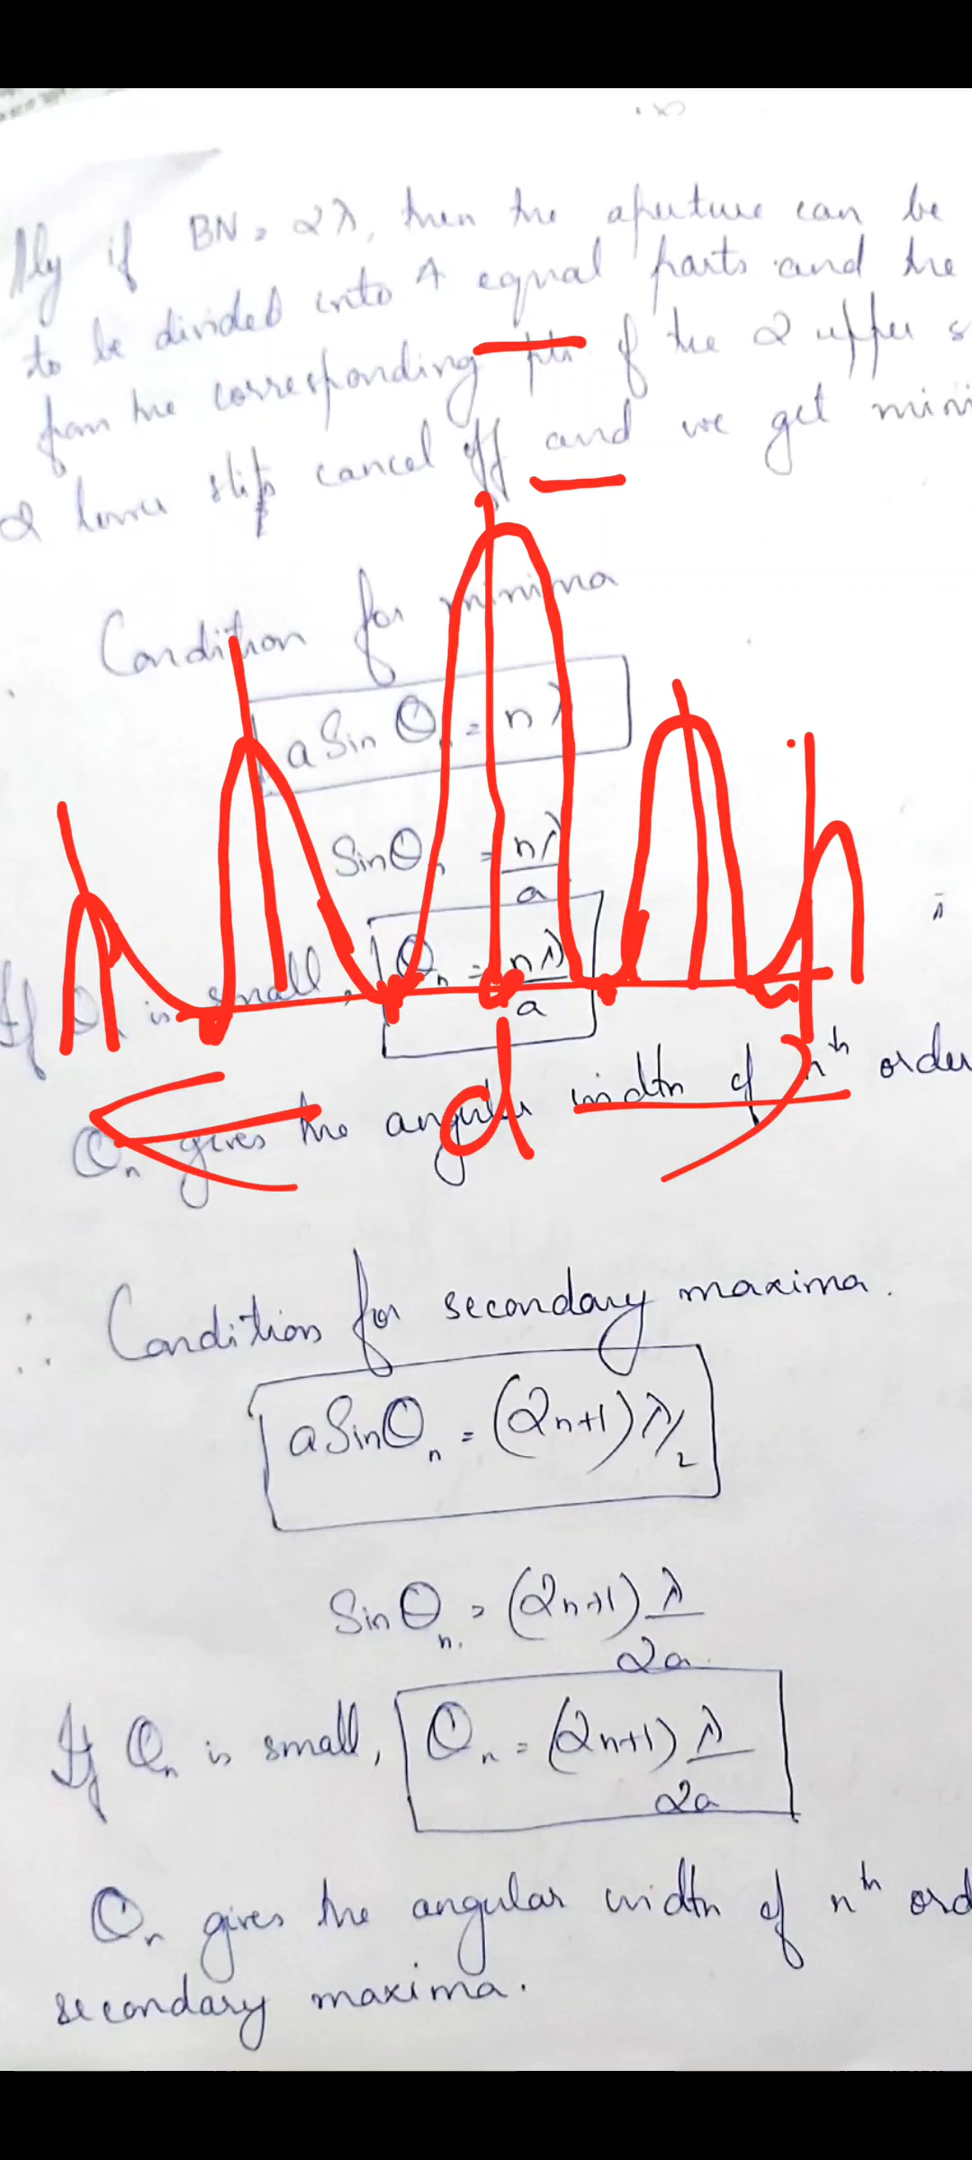 lly if BN = 2λ, then the aperture can be
to be divided into 4 equal parts and the
from the corresponding pts of the 2 upper s
2 lower slits cancel off and we get mini
Condition for minima
a Sin θn = nλ
Sin θn = nλ/a
If θn is small, θn = nλ/a
d
θn gives the angular width of nth order
∴ Condition for secondary maxima.
a Sin θn = (2n+1) λ/2
Sin θn = (2n+1) λ/2a
If θn is small, θn = (2n+1) λ/2a
θn gives the angular width of nth ord
secondary maxima.